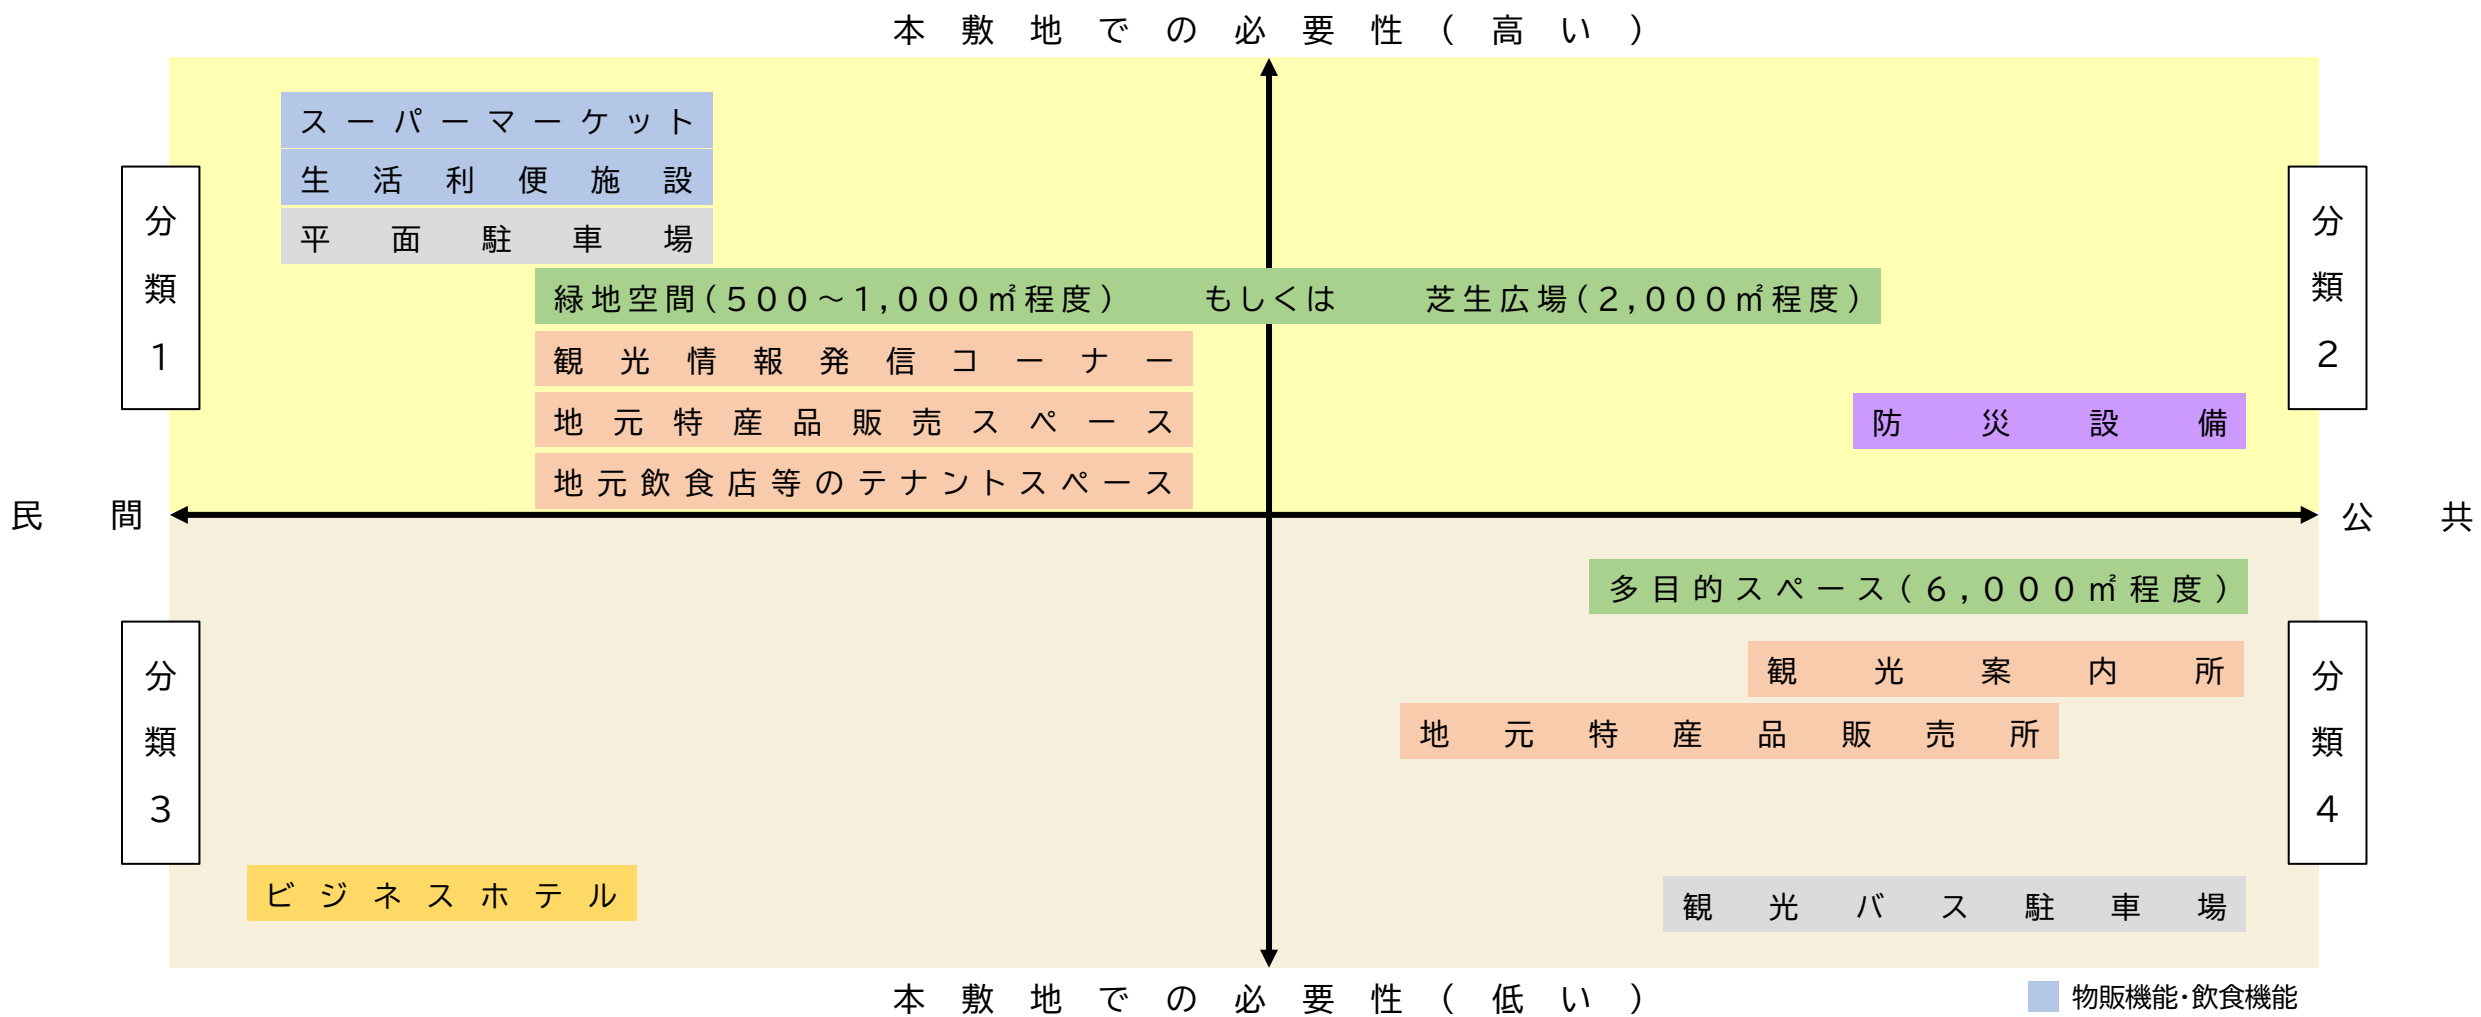 本敷地での必要性(高い)
スーパーマーケット
生活利便施設
平面駐車場
分類1
分類2
緑地空間(500~1,000㎡程度) もしくは 芝生広場(2,000㎡程度)
観光情報発信コーナー
地元特産品販売スペース
防災設備
地元飲食店等のテナントスペース
民間
公共
多目的スペース(6,000㎡程度)
分類3
分類4
観光案内所
地元特産品販売所
ビジネスホテル
観光バス駐車場
本敷地での必要性(低い)
物販機能・飲食機能